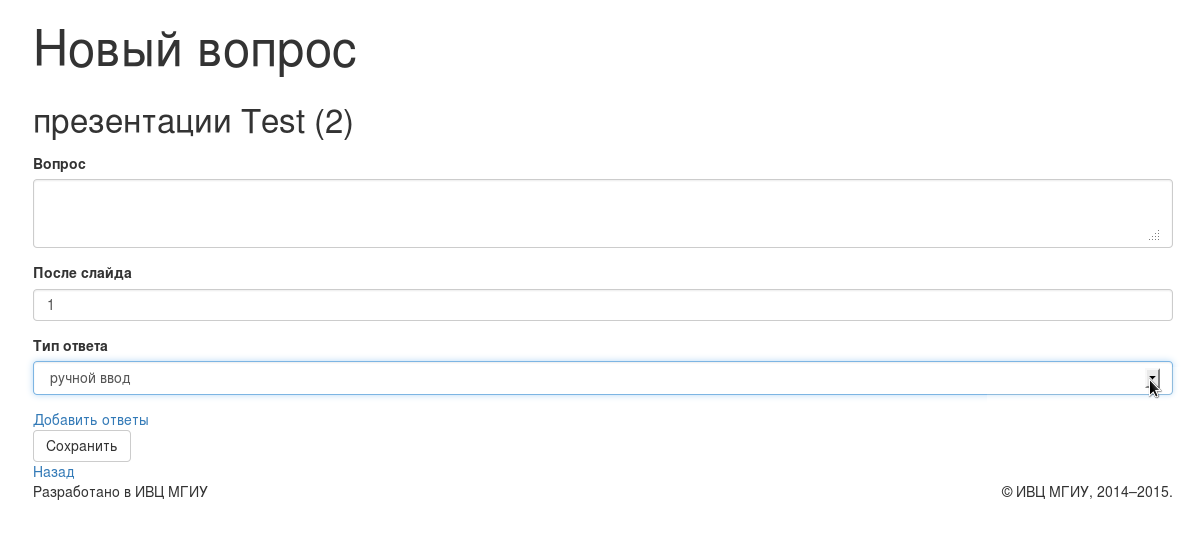 Новый вопрос
презентации Test (2)
Вопрос
После слайда
1
Тип ответа
ручной ввод
Добавить ответы
Сохранить
Назад
Разработано в ИВЦ МГИУ
© ИВЦ МГИУ, 2014–2015.